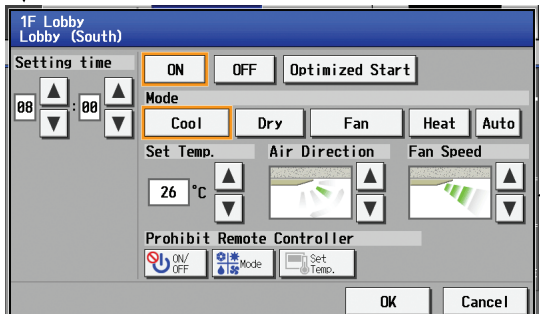 1F Lobby
Lobby (South)
Setting time
ON OFF Optimized Start
08 : 00
Mode
Cool Dry Fan Heat Auto
Set Temp. Air Direction Fan Speed
26 °C
Prohibit Remote Controller
ON/
OFF
Mode
Set
Temp.
OK Cancel